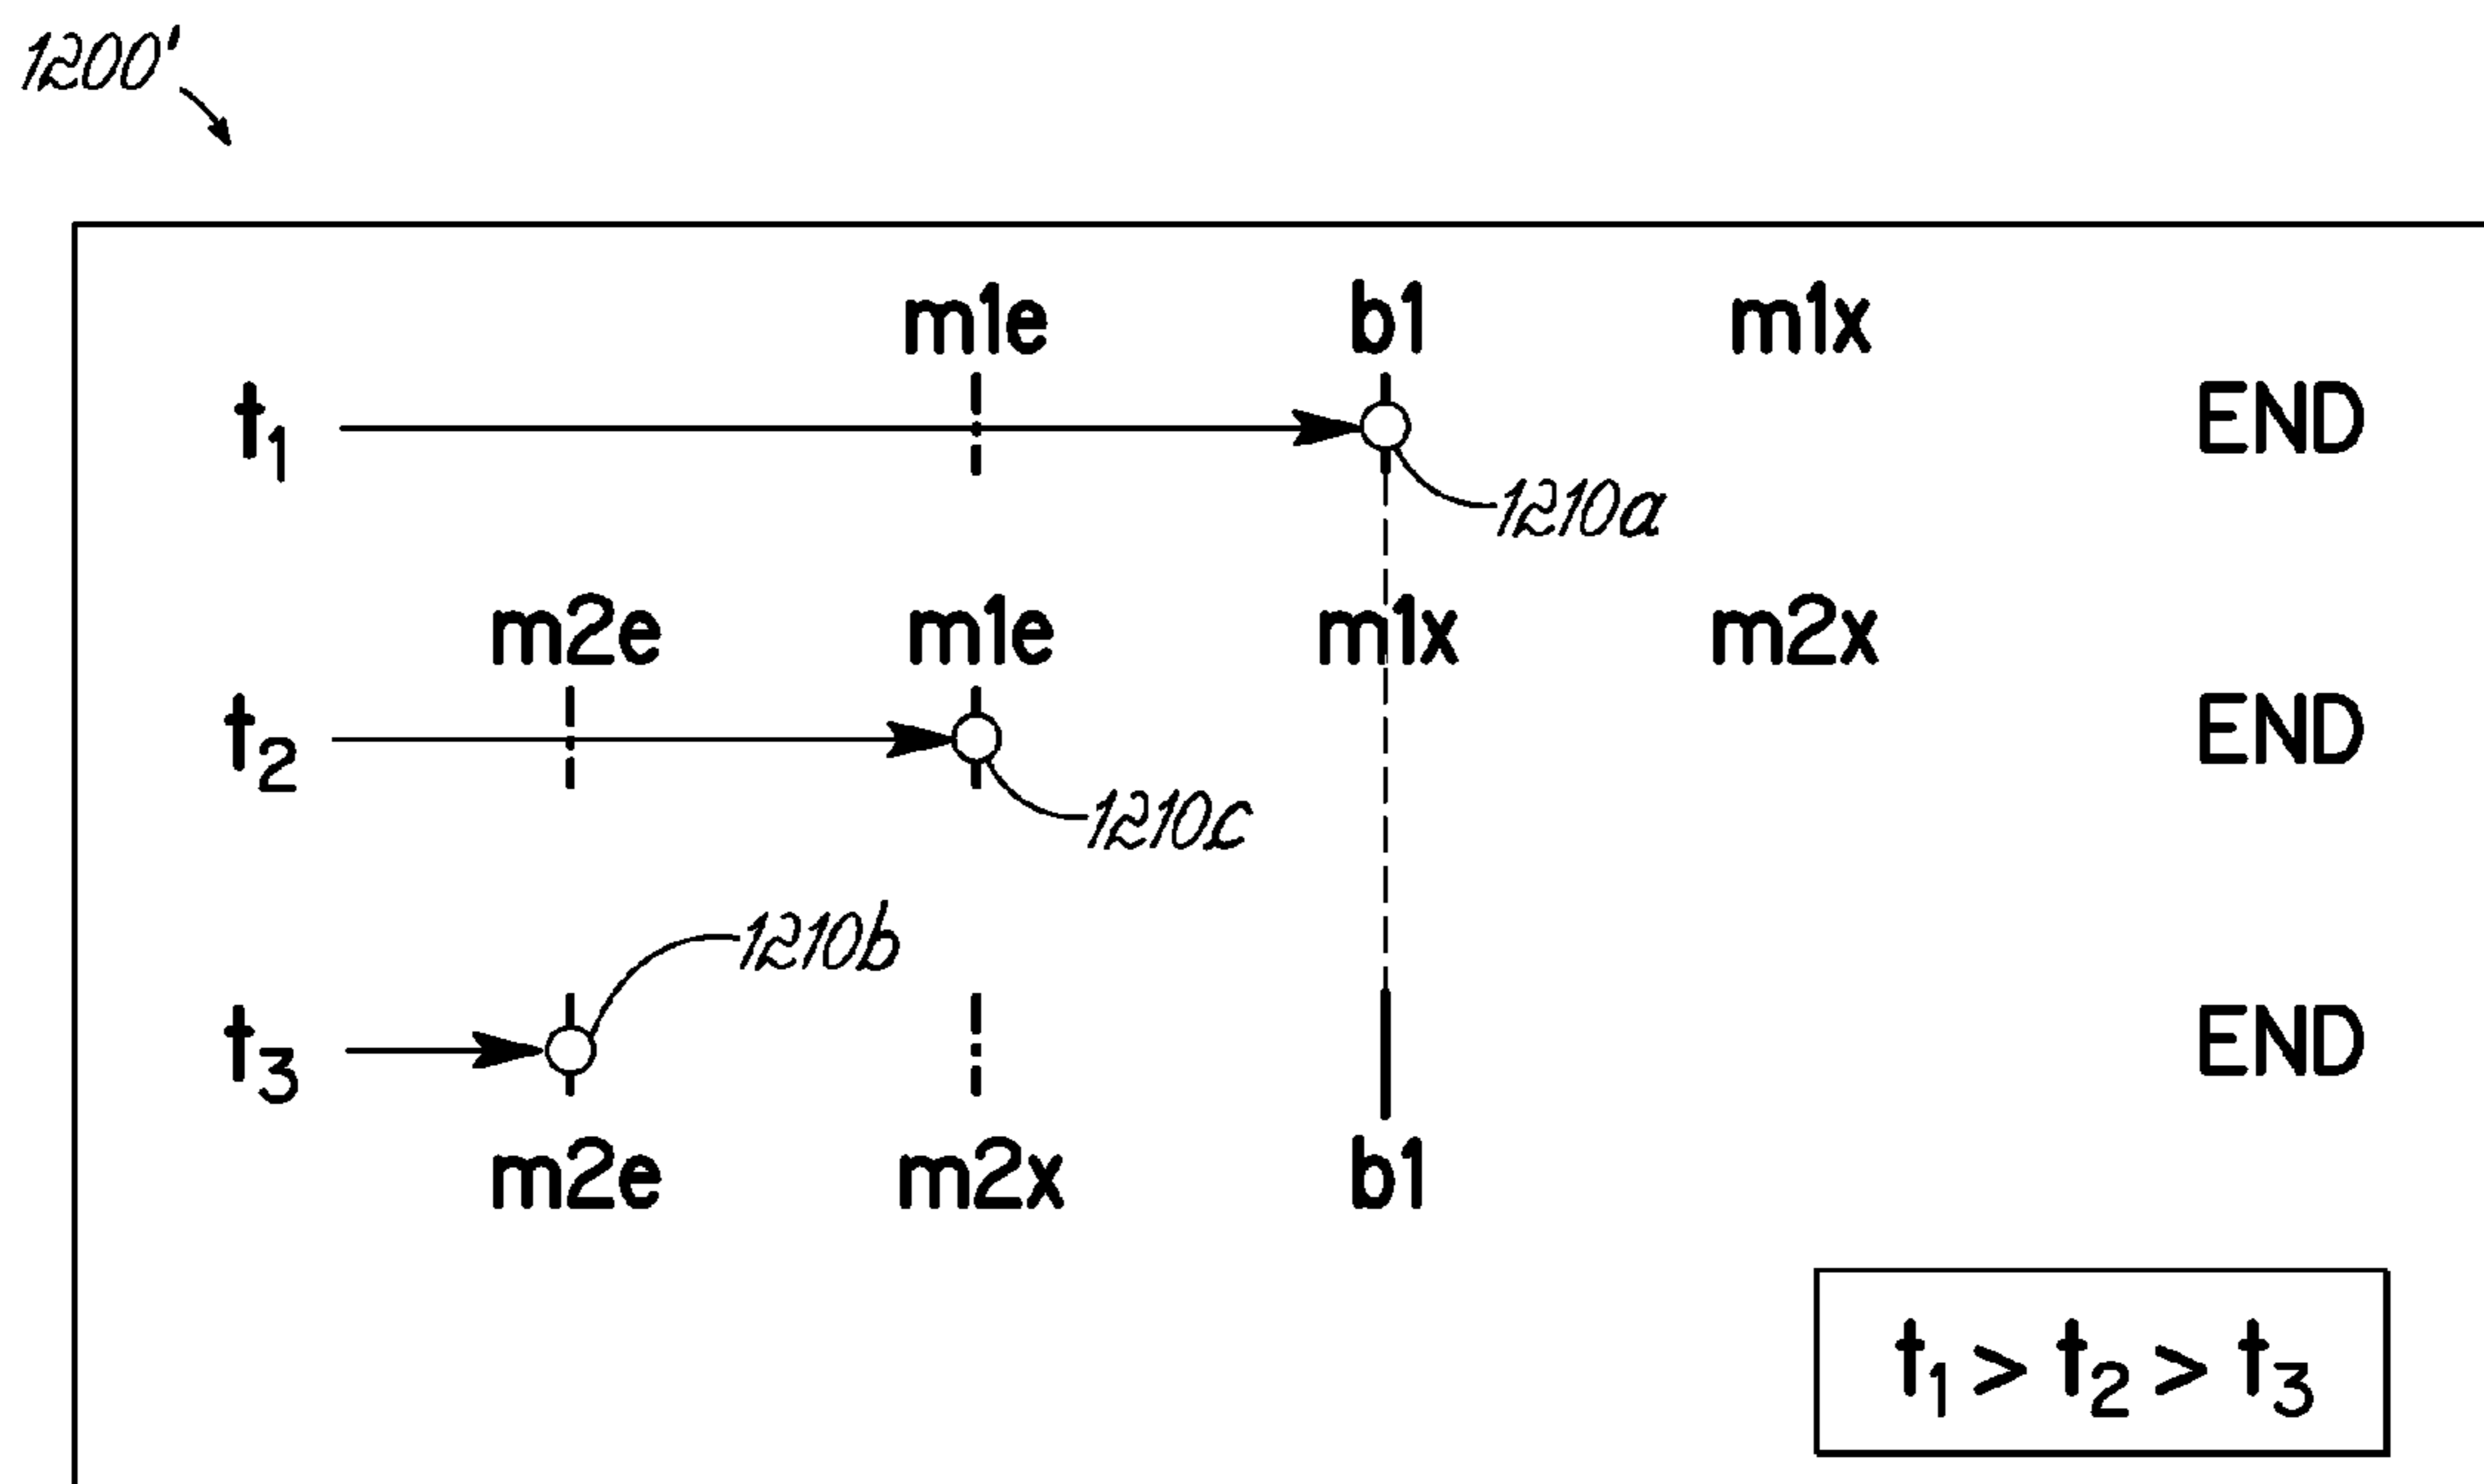 1200'
m1e b1 m1x
t1 END
1210a
m2e m1e m1x m2x
t2 END
1210c
1210b
t3 END
m2e m2x b1
t1 > t2 > t3